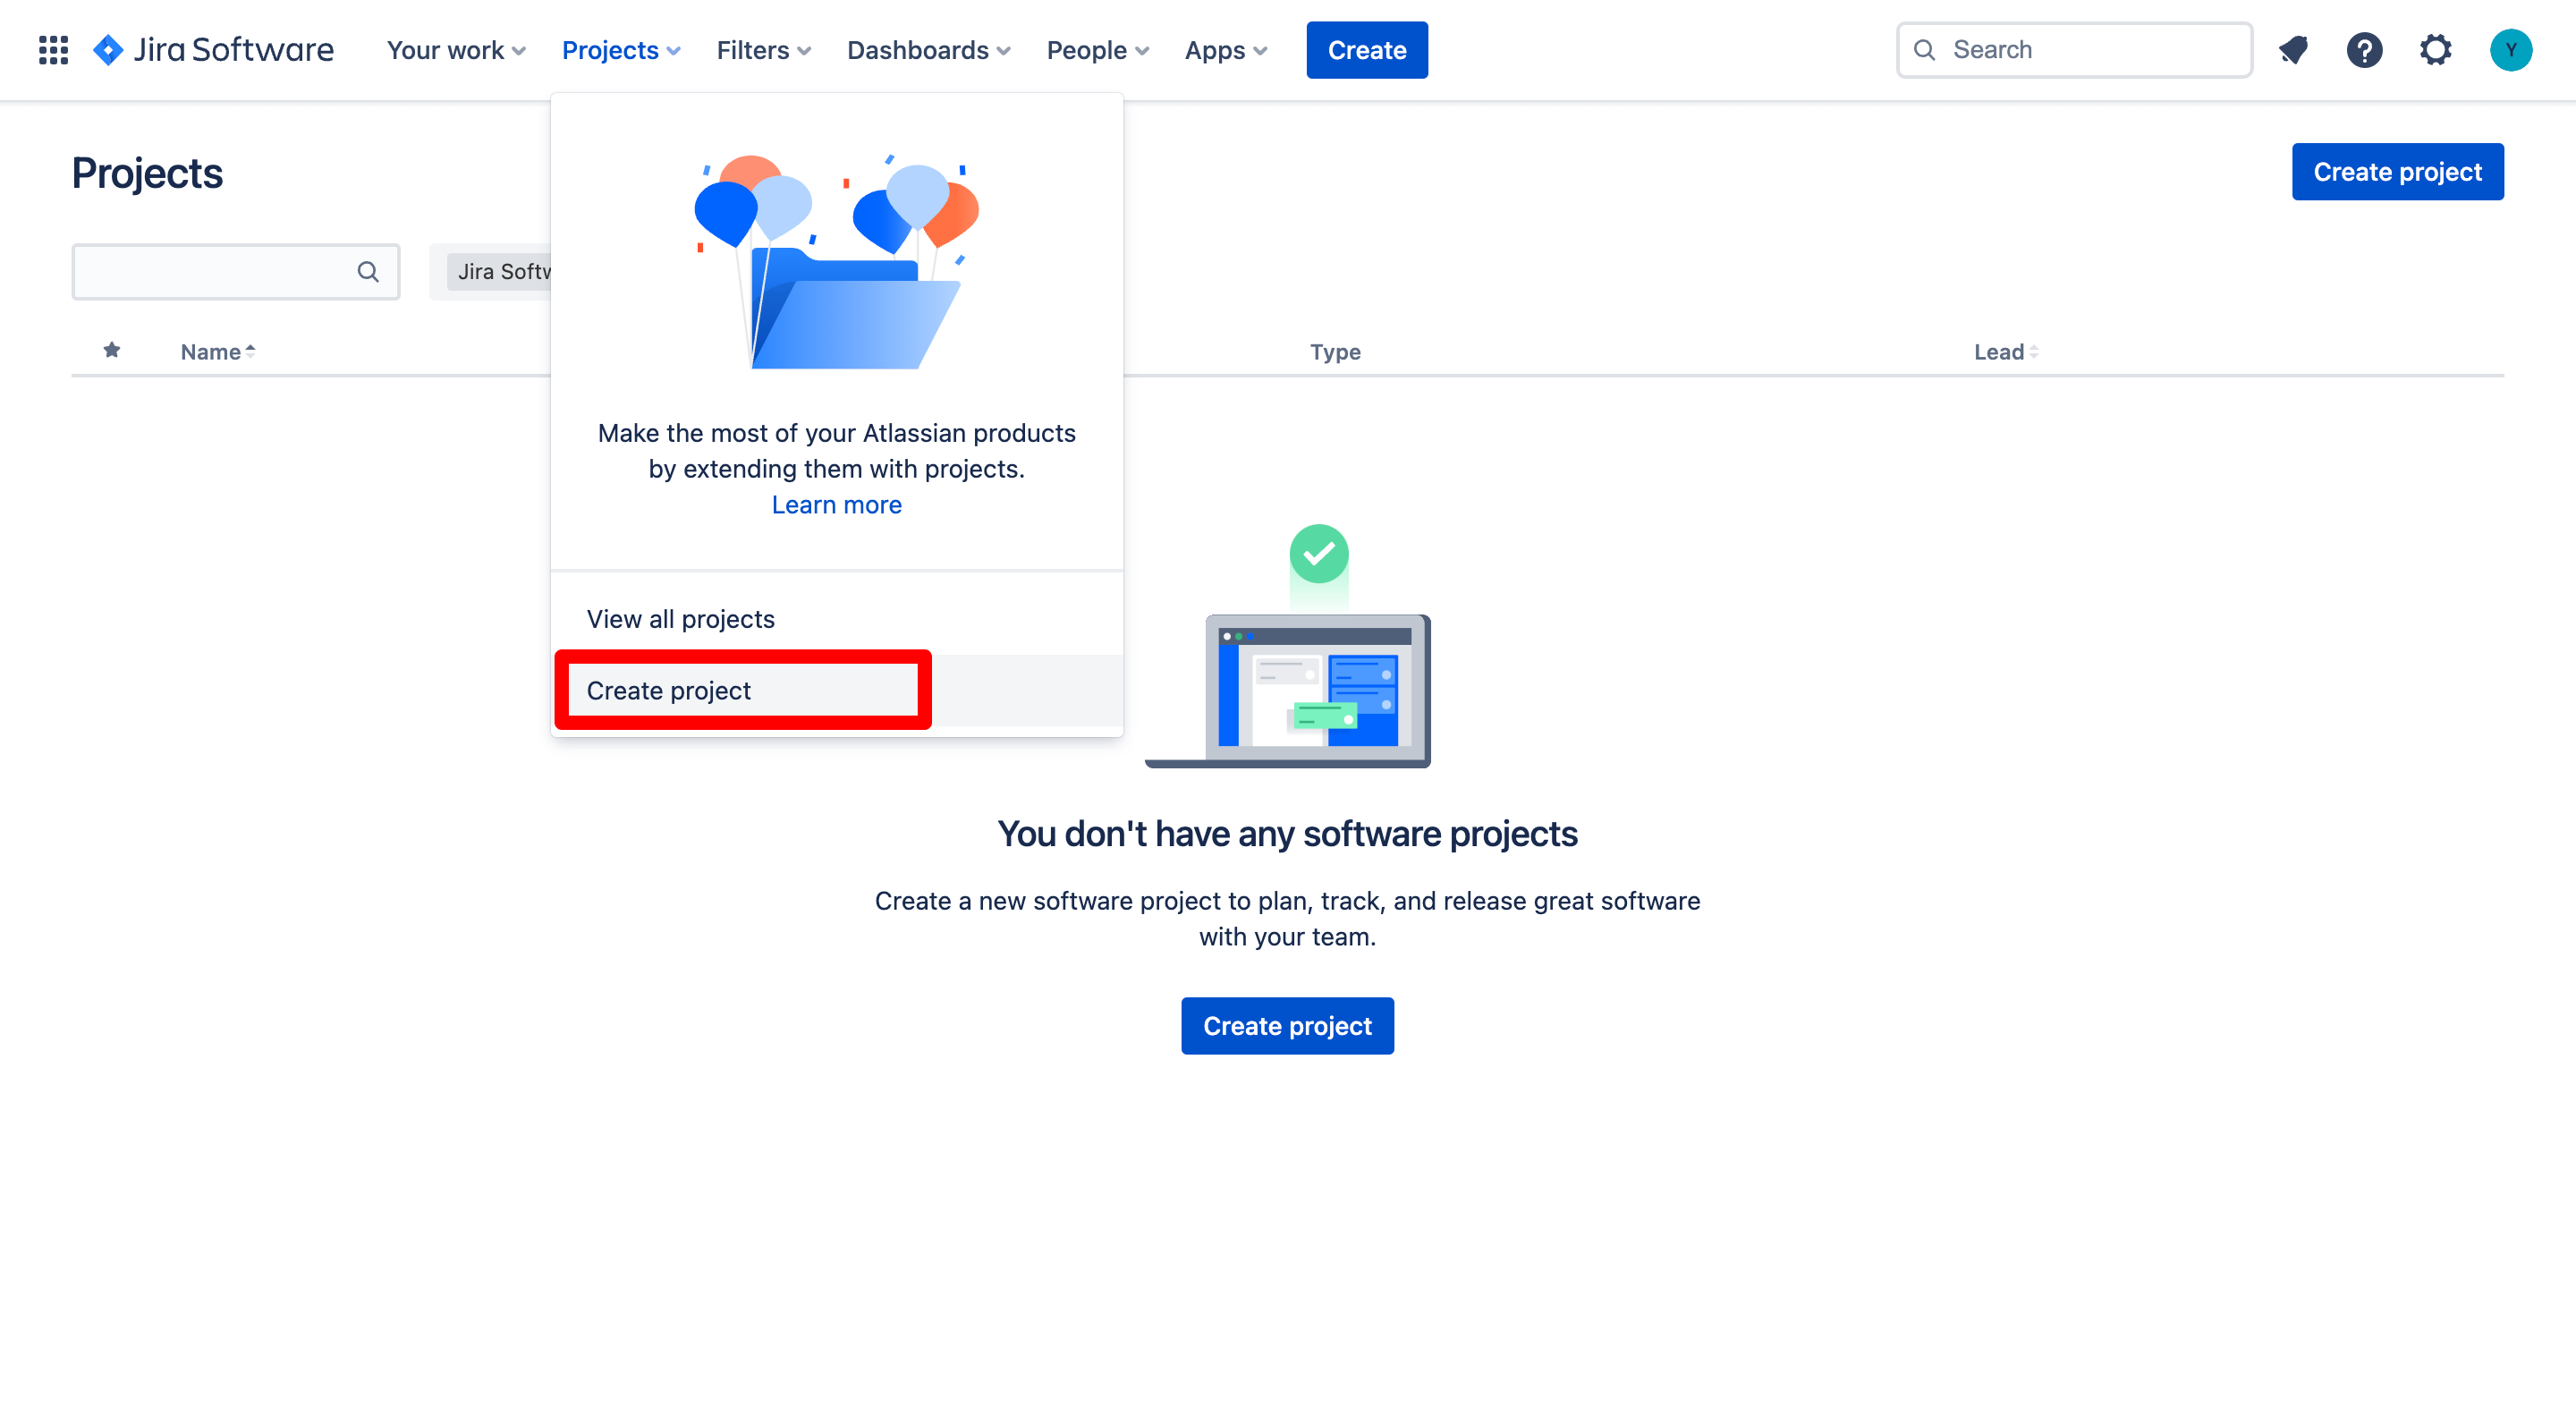 Jira Software Your work Projects Filters Dashboards People Apps Create Search Y
Projects
Create project
Jira Softw
Name Type Lead
Make the most of your Atlassian products
by extending them with projects.
Learn more
View all projects
Create project
You don't have any software projects
Create a new software project to plan, track, and release great software
with your team.
Create project